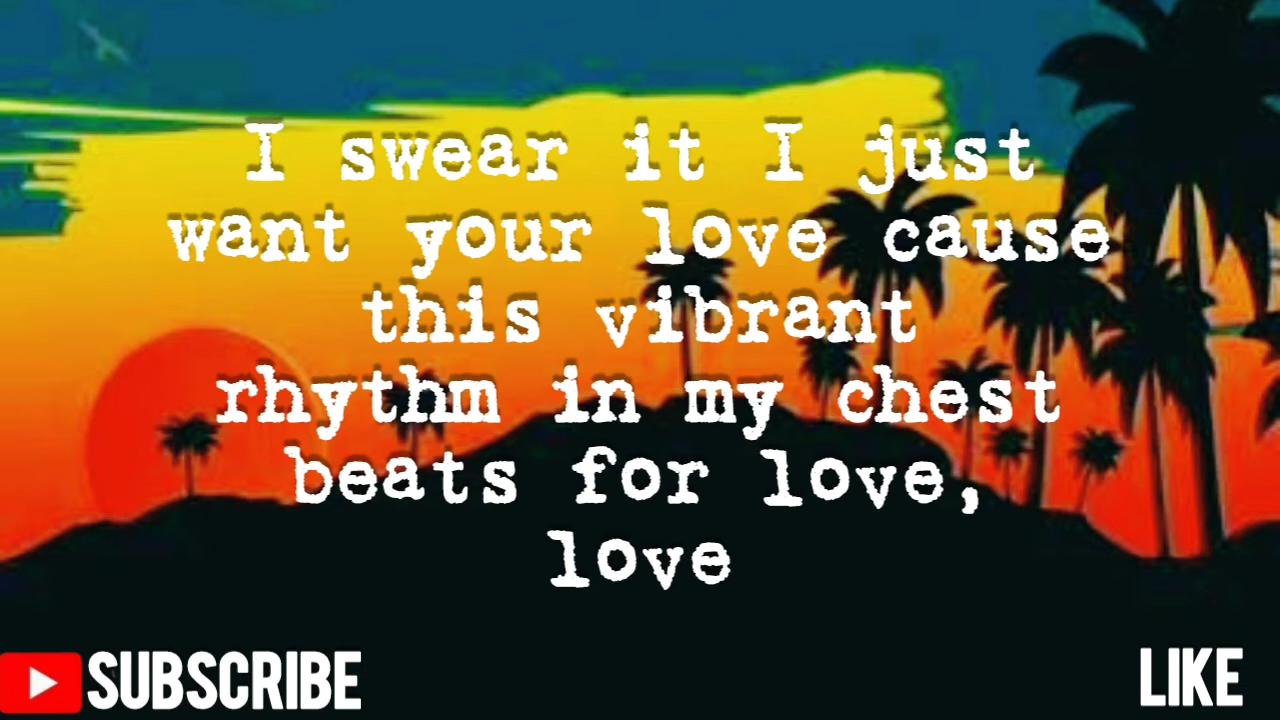 I swear it I just
want your love cause
this vibrant
rhythm in my chest
beats for love,
love
SUBSCRIBE
LIKE